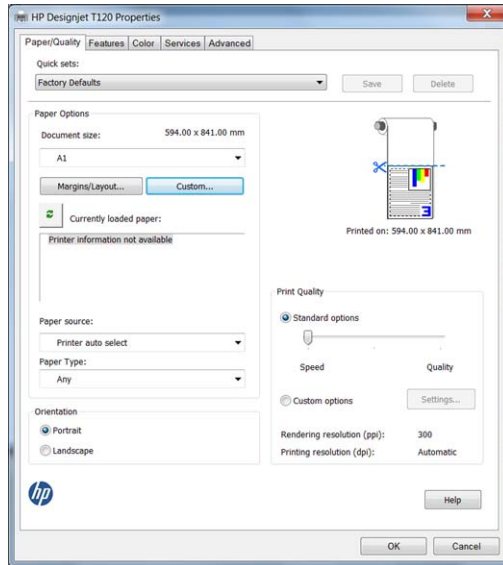 HP Designjet T120 Properties
Paper/Quality Features Color Services Advanced
Quick sets:
Factory Defaults Save Delete
Paper Options
Document size: 594.00 x 841.00 mm
A1
Margins/Layout... Custom...
Currently loaded paper:
Printer information not available
Paper source:
Printer auto select
Paper Type:
Any
Orientation
Portrait
Landscape
3
Printed on: 594.00 x 841.00 mm
Print Quality
Standard options
Speed Quality
Custom options Settings...
Rendering resolution (ppi): 300
Printing resolution (dpi): Automatic
hp
Help
OK Cancel